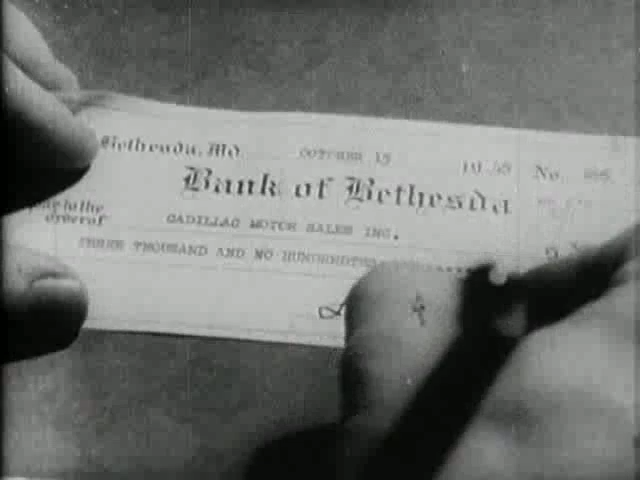 Bethesda, Md. OCTOBER 15 19 No.
Bank of Bethesda
Pay to the
order of
CADILLAC MOTOR SALES INC.
THREE THOUSAND AND NO HUNDREDTHS